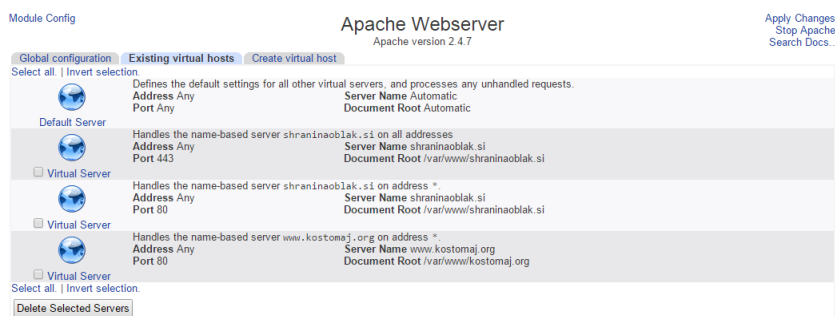 Module Config
Apache Webserver
Apache version 2.4.7
Apply Changes
Stop Apache
Search Docs..
Global configuration Existing virtual hosts Create virtual host
Select all. | Invert selection.
Defines the default settings for all other virtual servers, and processes any unhandled requests.
Address Any Server Name Automatic
Port Any Document Root Automatic
Default Server
Handles the name-based server shraninaoblak.si on all addresses
Address Any Server Name shraninaoblak.si
Port 443 Document Root /var/www/shraninaoblak.si
Virtual Server
Handles the name-based server shraninaoblak.si on address *.
Address Any Server Name shraninaoblak.si
Port 80 Document Root /var/www/shraninaoblak.si
Virtual Server
Handles the name-based server www.kostomaj.org on address *.
Address Any Server Name www.kostomaj.org
Port 80 Document Root /var/www/kostomaj.org
Virtual Server
Select all. | Invert selection.
Delete Selected Servers